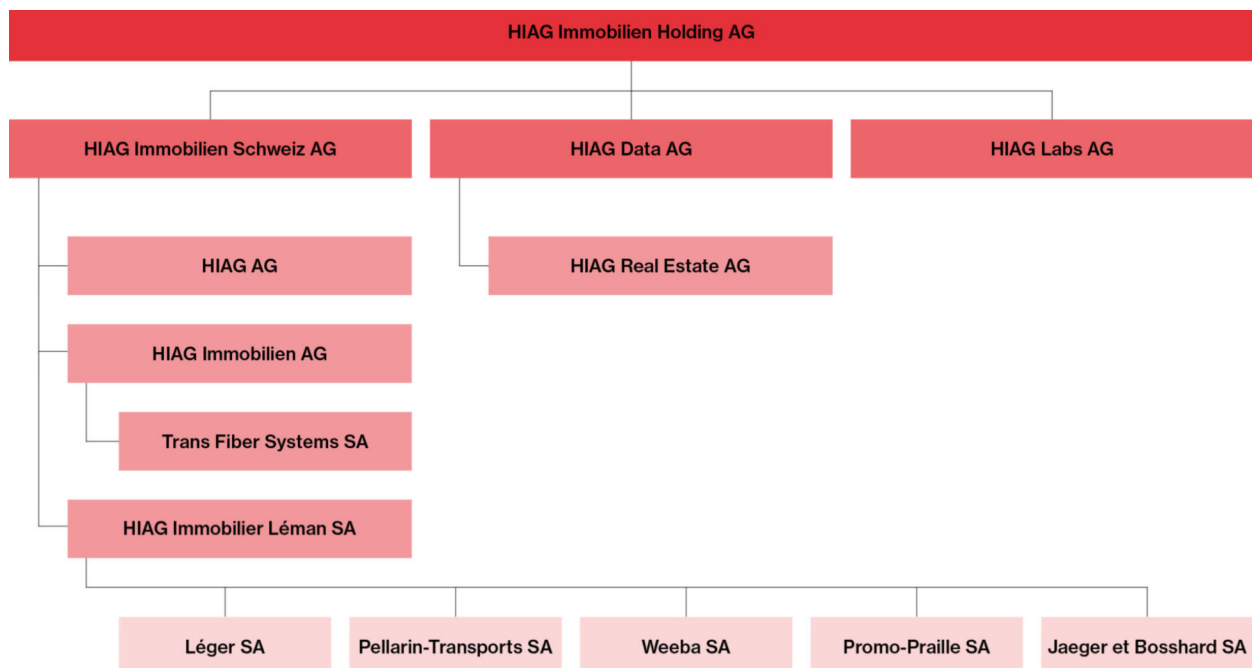 HIAG Immobilien Holding AG
HIAG Immobilien Schweiz AG
HIAG Data AG
HIAG Labs AG
HIAG AG
HIAG Real Estate AG
HIAG Immobilien AG
Trans Fiber Systems SA
HIAG Immobilier Léman SA
Léger SA
Pellarin-Transports SA
Weeba SA
Promo-Praille SA
Jaeger et Bosshard SA